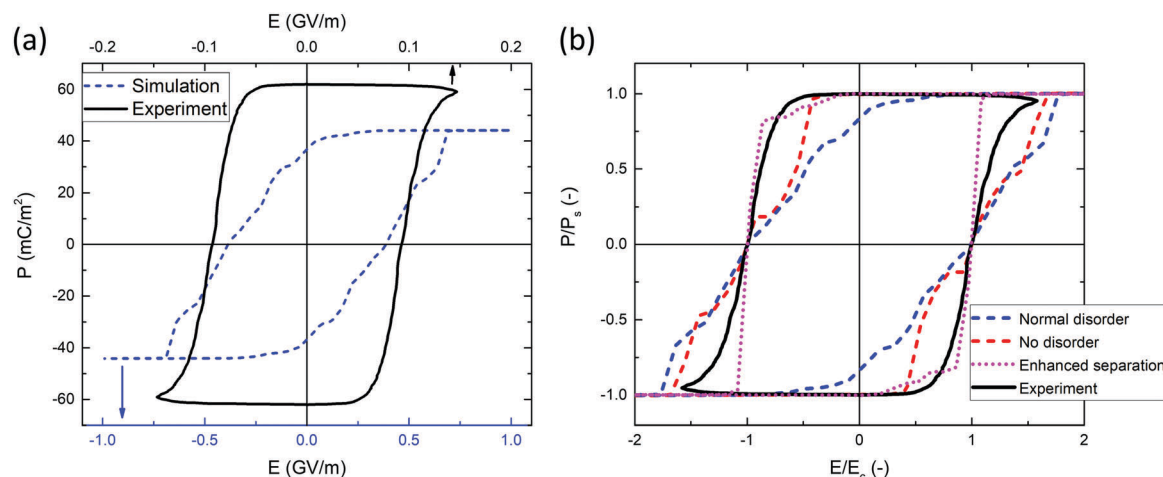 (a)
E (GV/m)
-0.2 -0.1 0.0 0.1 0.2
Simulation
Experiment
P (mC/m²)
60
40
20
0
-20
-40
-60
-1.0 -0.5 0.0 0.5 1.0
E (GV/m)
(b)
P/Pₛ (-)
1.0
0.5
0.0
-0.5
-1.0
Normal disorder
No disorder
Enhanced separation
Experiment
-2 -1 0 1 2
E/E꜀ (-)